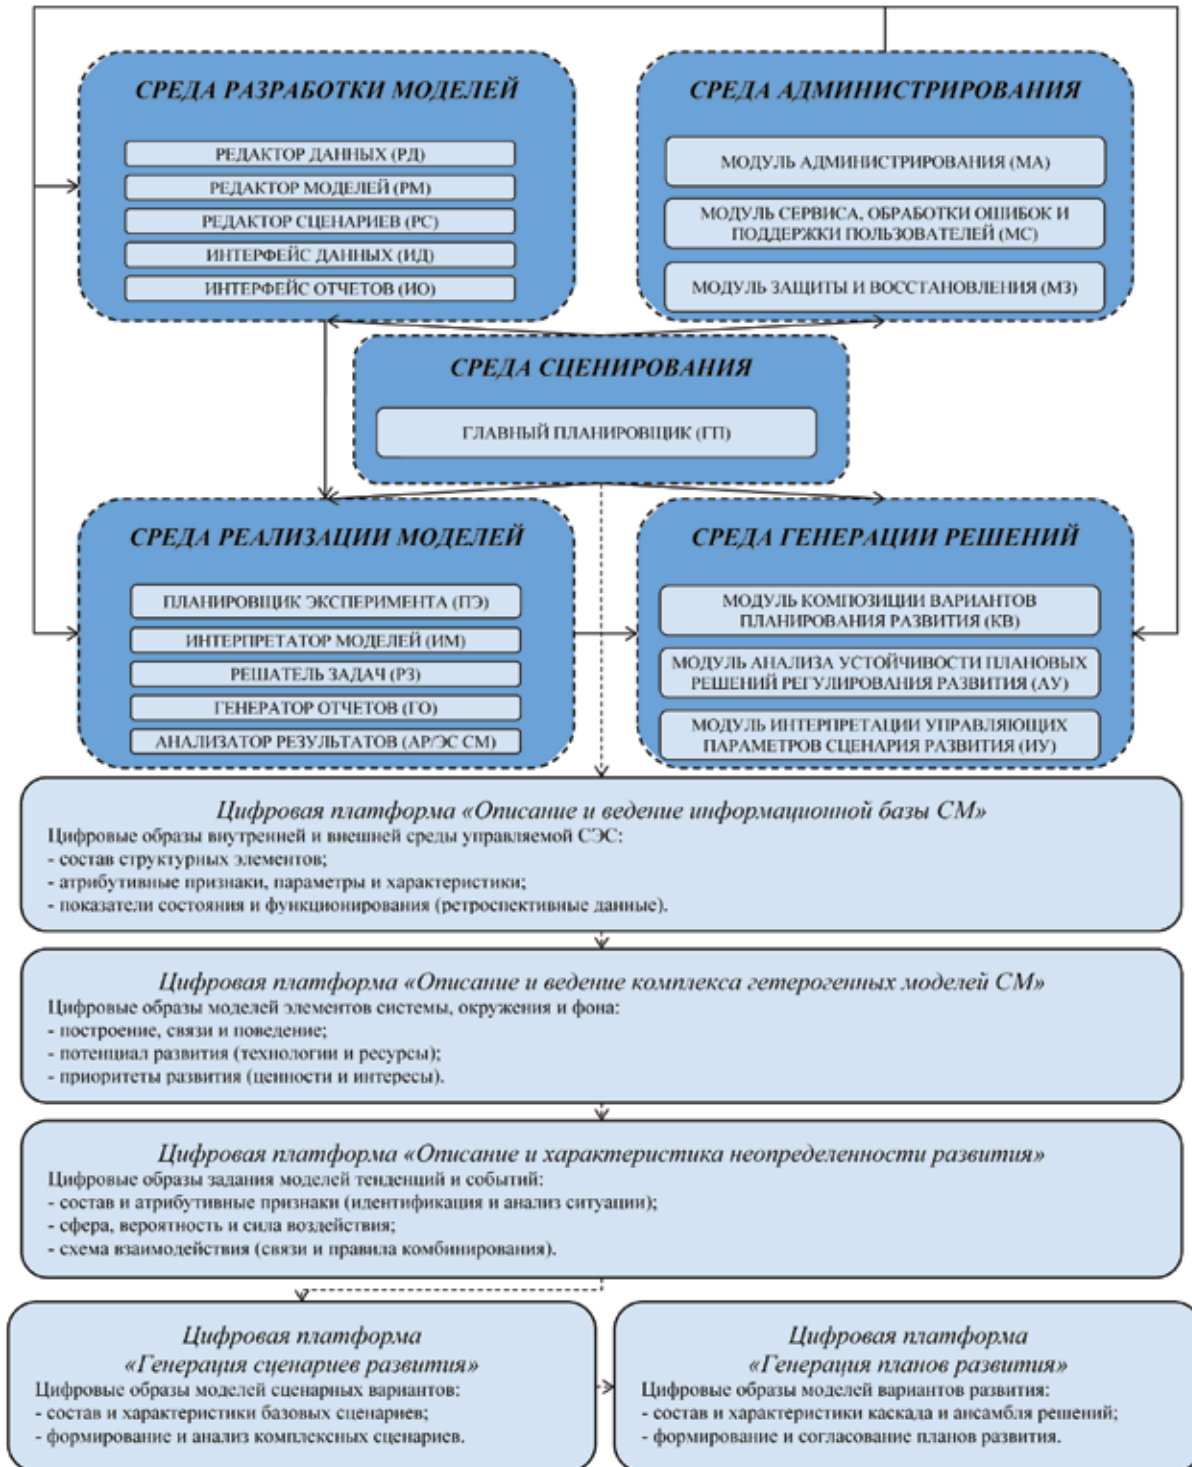 СРЕДА РАЗРАБОТКИ МОДЕЛЕЙ
РЕДАКТОР ДАННЫХ (РД)
РЕДАКТОР МОДЕЛЕЙ (РМ)
РЕДАКТОР СЦЕНАРИЕВ (РС)
ИНТЕРФЕЙС ДАННЫХ (ИД)
ИНТЕРФЕЙС ОТЧЕТОВ (ИО)
СРЕДА АДМИНИСТРИРОВАНИЯ
МОДУЛЬ АДМИНИСТРИРОВАНИЯ (МА)
МОДУЛЬ СЕРВИСА, ОБРАБОТКИ ОШИБОК И
ПОДДЕРЖКИ ПОЛЬЗОВАТЕЛЕЙ (МС)
МОДУЛЬ ЗАЩИТЫ И ВОССТАНОВЛЕНИЯ (МЗ)
СРЕДА СЦЕНИРОВАНИЯ
ГЛАВНЫЙ ПЛАНИРОВЩИК (ГП)
СРЕДА РЕАЛИЗАЦИИ МОДЕЛЕЙ
ПЛАНИРОВЩИК ЭКСПЕРИМЕНТА (ПЭ)
ИНТЕРПРЕТАТОР МОДЕЛЕЙ (ИМ)
РЕШАТЕЛЬ ЗАДАЧ (РЗ)
ГЕНЕРАТОР ОТЧЕТОВ (ГО)
АНАЛИЗАТОР РЕЗУЛЬТАТОВ (АР/ЭС СМ)
СРЕДА ГЕНЕРАЦИИ РЕШЕНИЙ
МОДУЛЬ КОМПОЗИЦИИ ВАРИАНТОВ
ПЛАНИРОВАНИЯ РАЗВИТИЯ (КВ)
МОДУЛЬ АНАЛИЗА УСТОЙЧИВОСТИ ПЛАНОВЫХ
РЕШЕНИЙ РЕГУЛИРОВАНИЯ РАЗВИТИЯ (АУ)
МОДУЛЬ ИНТЕРПРЕТАЦИИ УПРАВЛЯЮЩИХ
ПАРАМЕТРОВ СЦЕНАРИЯ РАЗВИТИЯ (ИУ)
Цифровая платформа «Описание и ведение информационной базы СМ»
Цифровые образы внутренней и внешней среды управляемой СЭС:
- состав структурных элементов;
- атрибутивные признаки, параметры и характеристики;
- показатели состояния и функционирования (ретроспективные данные).
Цифровая платформа «Описание и ведение комплекса гетерогенных моделей СМ»
Цифровые образы моделей элементов системы, окружения и фона:
- построение, связи и поведение;
- потенциал развития (технологии и ресурсы);
- приоритеты развития (ценности и интересы).
Цифровая платформа «Описание и характеристика неопределенности развития»
Цифровые образы задания моделей тенденций и событий:
- состав и атрибутивные признаки (идентификация и анализ ситуации);
- сфера, вероятность и сила воздействия;
- схема взаимодействия (связи и правила комбинирования).
Цифровая платформа
«Генерация сценариев развития»
Цифровые образы моделей сценарных вариантов:
- состав и характеристики базовых сценариев;
- формирование и анализ комплексных сценариев.
Цифровая платформа
«Генерация планов развития»
Цифровые образы моделей вариантов развития:
- состав и характеристики каскада и ансамбля решений;
- формирование и согласование планов развития.